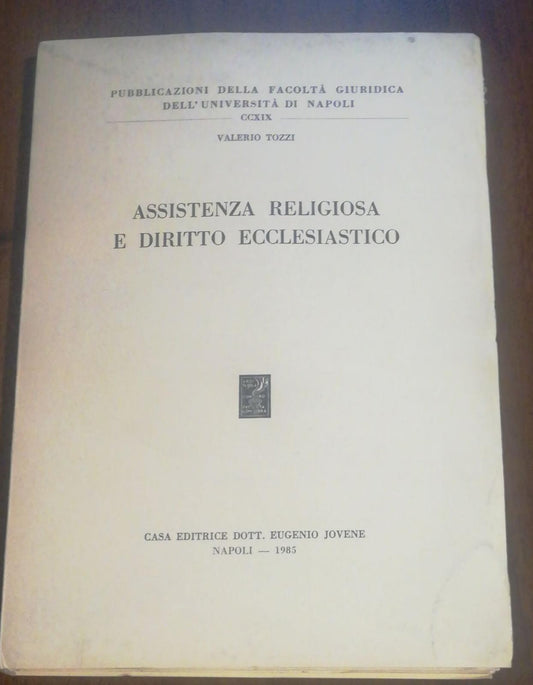 PUBBLICAZIONI DELLA FACOLTÀ GIURIDICA
DELL'UNIVERSITÀ DI NAPOLI
CCXIX
VALERIO TOZZI
ASSISTENZA RELIGIOSA
E DIRITTO ECCLESIASTICO
CASA EDITRICE DOTT. EUGENIO JOVENE
NAPOLI — 1985